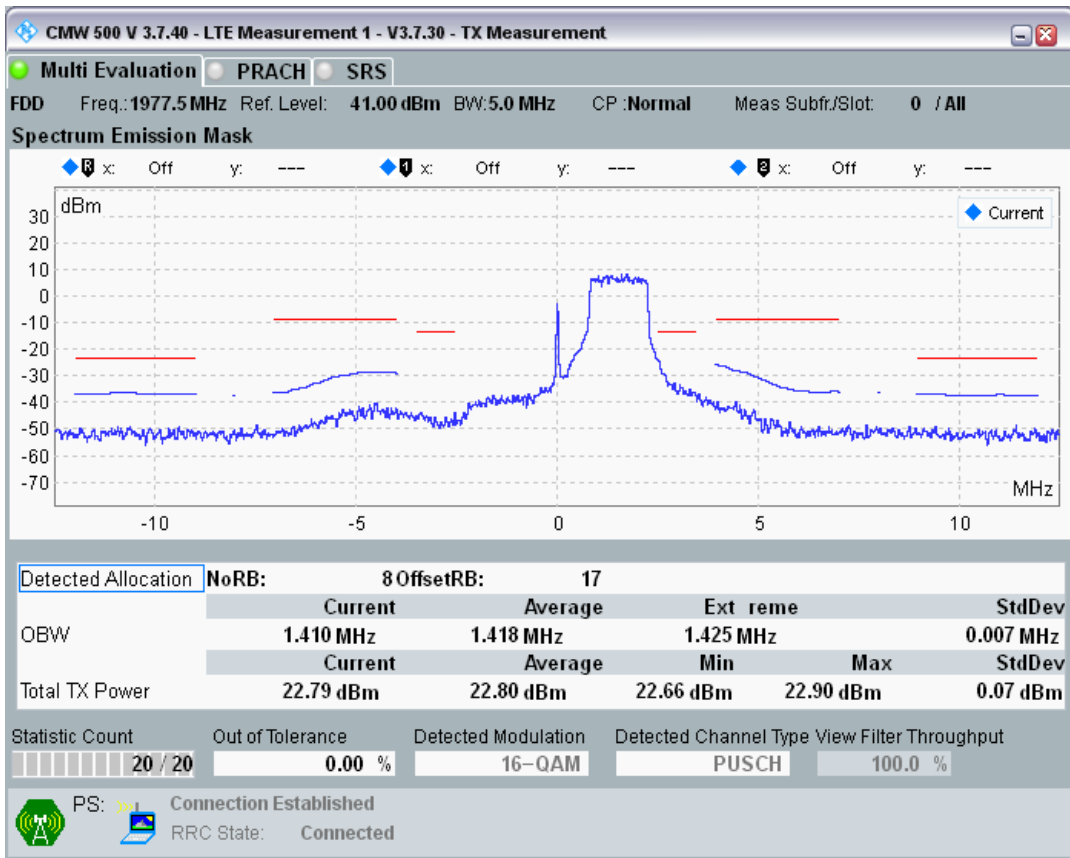 CMW 500 V 3.7.40 - LTE Measurement 1 - V3.7.30 - TX Measurement
Multi Evaluation PRACH SRS
FDD Freq.: 1977.5 MHz Ref. Level: 41.00 dBm BW: 5.0 MHz CP : Normal Meas Subfr./Slot: 0 / All
Spectrum Emission Mask
R x: Off y: --- 1 x: Off y: --- 2 x: Off y: ---
dBm
Current
30
20
10
0
-10
-20
-30
-40
-50
-60
-70
MHz
-10 -5 0 5 10
Detected Allocation NoRB: 8 OffsetRB: 17
Current Average Ext reme StdDev
OBW 1.410 MHz 1.418 MHz 1.425 MHz 0.007 MHz
Current Average Min Max StdDev
Total TX Power 22.79 dBm 22.80 dBm 22.66 dBm 22.90 dBm 0.07 dBm
Statistic Count Out of Tolerance Detected Modulation Detected Channel Type View Filter Throughput
20 / 20 0.00 % 16-QAM PUSCH 100.0 %
PS: Connection Established
RRC State: Connected